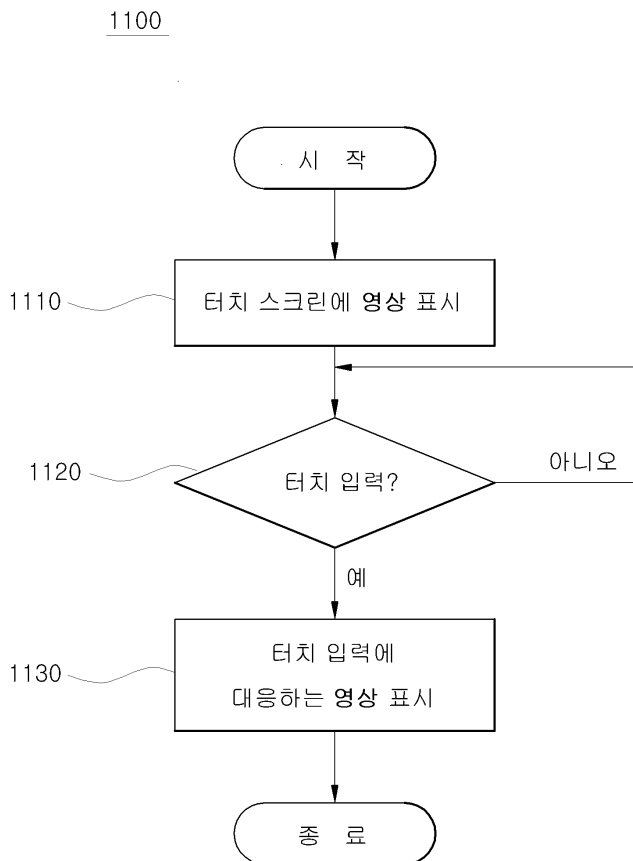 1100
시 작
1110
터치 스크린에 영상 표시
1120
터치 입력?
아니오
예
1130
터치 입력에
대응하는 영상 표시
종 료